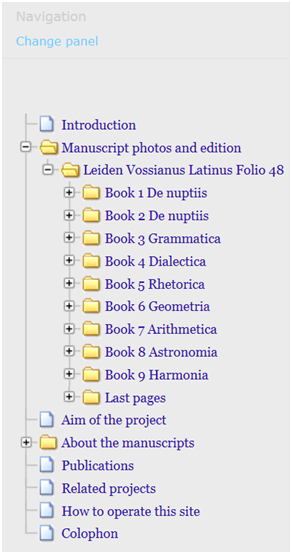 Navigation
Change panel
Introduction
Manuscript photos and edition
Leiden Vossianus Latinus Folio 48
Book 1 De nuptiis
Book 2 De nuptiis
Book 3 Grammatica
Book 4 Dialectica
Book 5 Rhetorica
Book 6 Geometria
Book 7 Arithmetica
Book 8 Astronomia
Book 9 Harmonia
Last pages
Aim of the project
About the manuscripts
Publications
Related projects
How to operate this site
Colophon